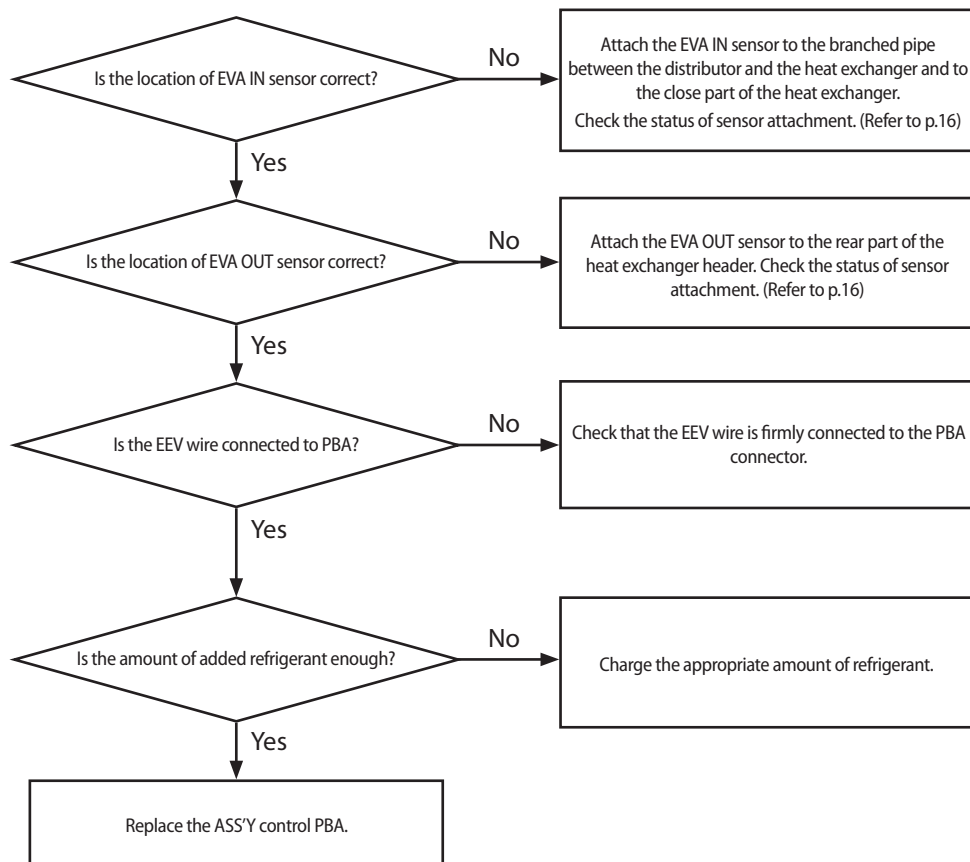 Is the location of EVA IN sensor correct?
No
Attach the EVA IN sensor to the branched pipe
between the distributor and the heat exchanger and to
the close part of the heat exchanger.
Check the status of sensor attachment. (Refer to p.16)
Yes
Is the location of EVA OUT sensor correct?
No
Attach the EVA OUT sensor to the rear part of the
heat exchanger header. Check the status of sensor
attachment. (Refer to p.16)
Yes
Is the EEV wire connected to PBA?
No
Check that the EEV wire is firmly connected to the PBA
connector.
Yes
Is the amount of added refrigerant enough?
No
Charge the appropriate amount of refrigerant.
Yes
Replace the ASS'Y control PBA.